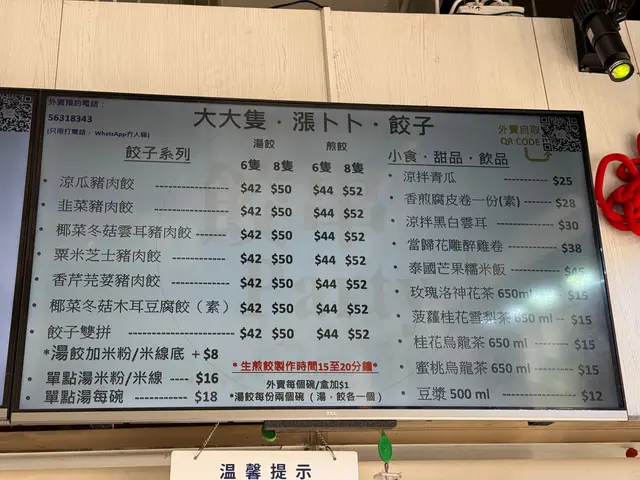 外賣預約電話：
56318343
(只限打電話， WhatsApp冇人睇)
大大隻 · 漲卜卜 · 餃子
外賣自取
QR CODE
餃子系列
湯餃 煎餃
6隻 8隻 6隻 8隻
· 涼瓜豬肉餃 $42 $50 $44 $52
· 韭菜豬肉餃 $42 $50 $44 $52
· 椰菜冬菇雲耳豬肉餃 $42 $50 $44 $52
· 粟米芝士豬肉餃 $42 $50 $44 $52
· 香芹芫荽豬肉餃 $42 $50 $44 $52
· 椰菜冬菇木耳豆腐餃（素） $42 $50 $44 $52
· 餃子雙拼 $42 $50 $44 $52
*湯餃加米粉/米線底 + $8
· 單點湯米粉/米線 ---- $16
· 單點湯每碗 ------------ $18
* 生煎餃製作時間15至20分鐘*
外賣每個碗/盒加$1
*湯餃每份兩個碗（湯，餃各一個）
小食 · 甜品 · 飲品
· 涼拌青瓜 $25
· 香煎腐皮卷一份(素) $28
· 涼拌黑白雲耳 $30
· 當歸花雕醉雞卷 $38
· 泰國芒果糯米飯 $45
· 玫瑰洛神花茶 650ml $15
· 菠蘿桂花雪梨茶 650 ml -- $15
· 桂花烏龍茶 650 ml $15
· 蜜桃烏龍茶 650 ml $15
· 豆漿 500 ml $12
TCL
溫馨提示